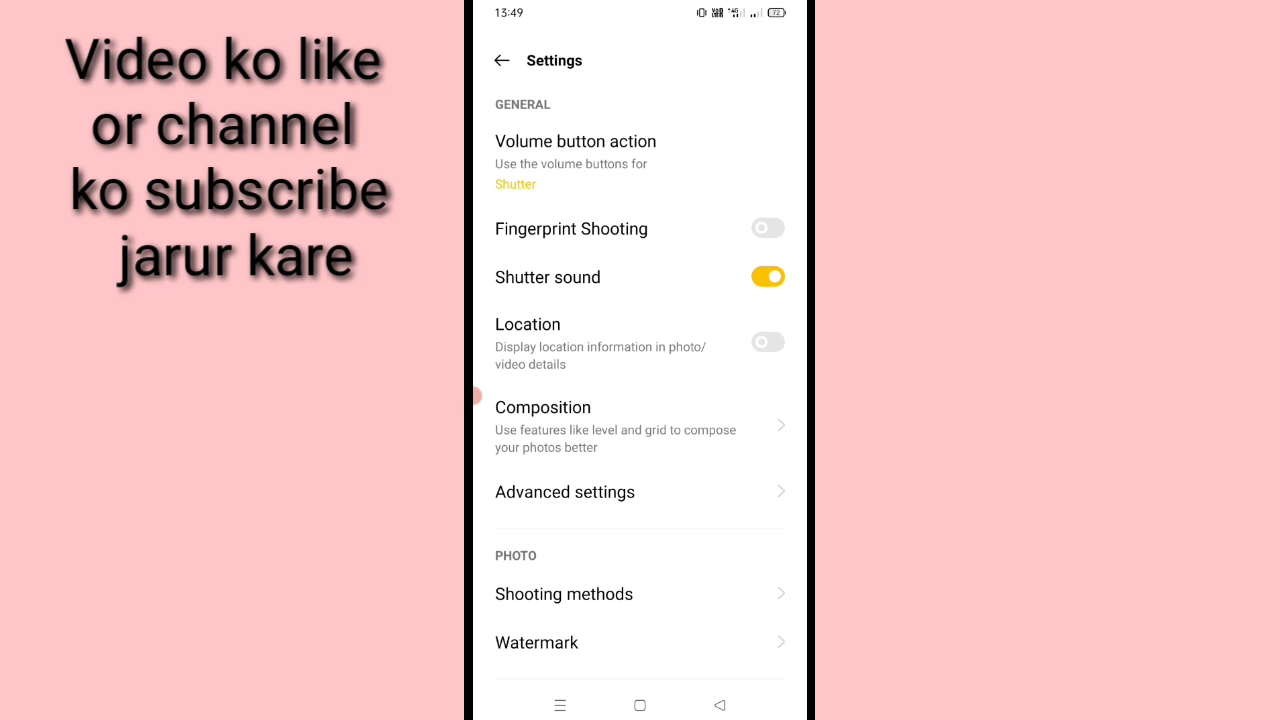 Video ko like
or channel
ko subscribe
jarur kare
13:49
72
Settings
GENERAL
Volume button action
Use the volume buttons for
Shutter
Fingerprint Shooting
Shutter sound
Location
Display location information in photo/
video details
Composition
Use features like level and grid to compose
your photos better
Advanced settings
PHOTO
Shooting methods
Watermark